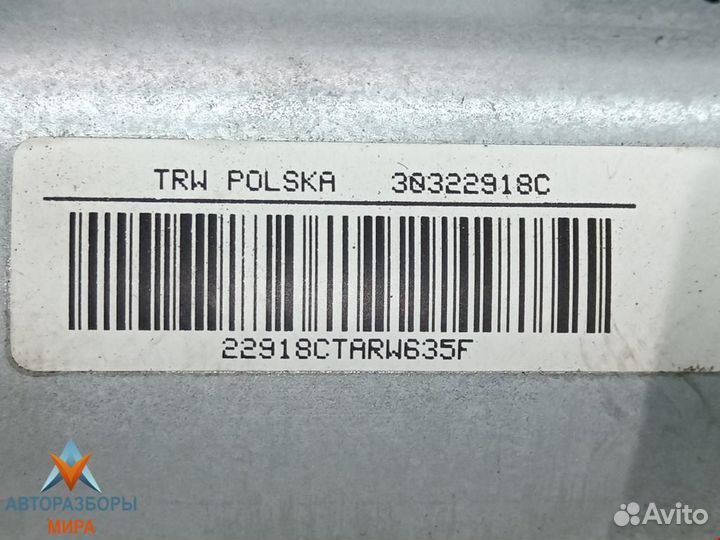 TRW POLSKA 30322918C
22918CTARW635F
АВТОРАЗБОРЫ
МИРА
Avito